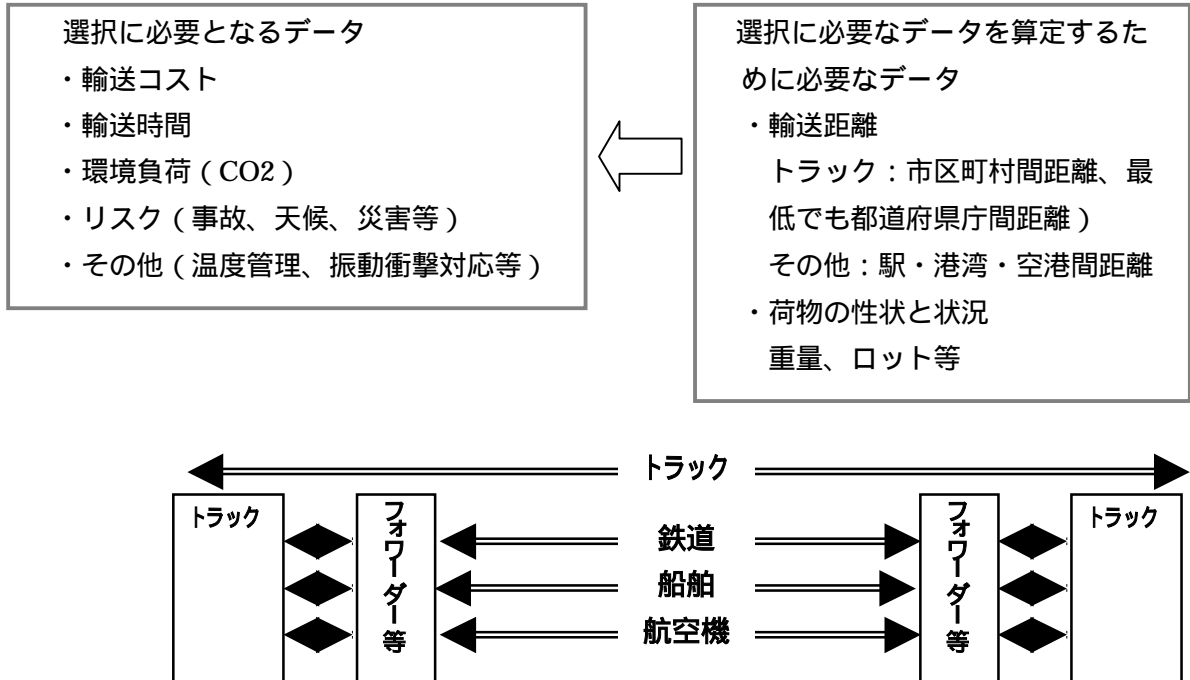 選択に必要となるデータ
・輸送コスト
・輸送時間
・環境負荷（CO2）
・リスク（事故、天候、災害等）
・その他（温度管理、振動衝撃対応等）
選択に必要なデータを算定するた
めに必要なデータ
・輸送距離
トラック：市区町村間距離、最
低でも都道府県庁間距離）
その他：駅・港湾・空港間距離
・荷物の性状と状況
重量、ロット等
トラック
トラック
フォワーダー等
鉄道
船舶
航空機
フォワーダー等
トラック